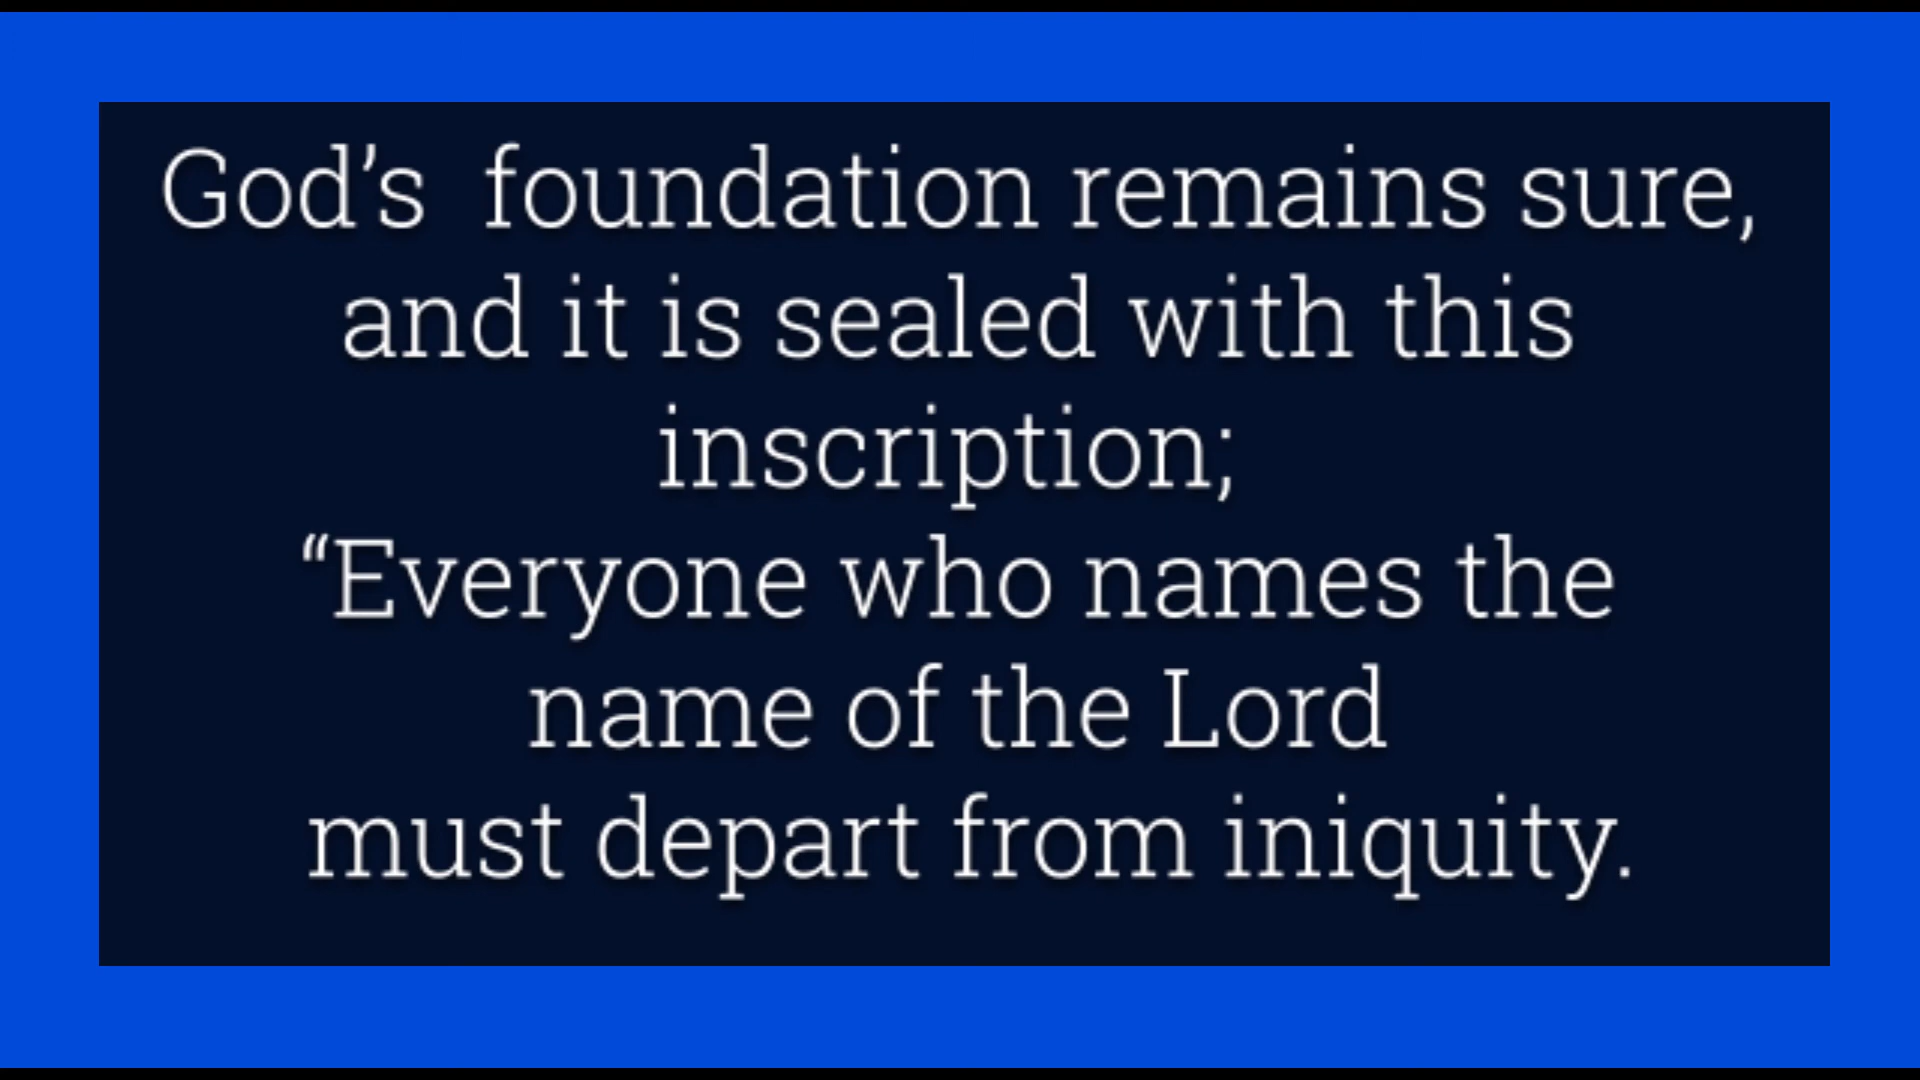 God’s  foundation remains sure,
and it is sealed with this
inscription;
“Everyone who names the
name of the Lord
must depart from iniquity.